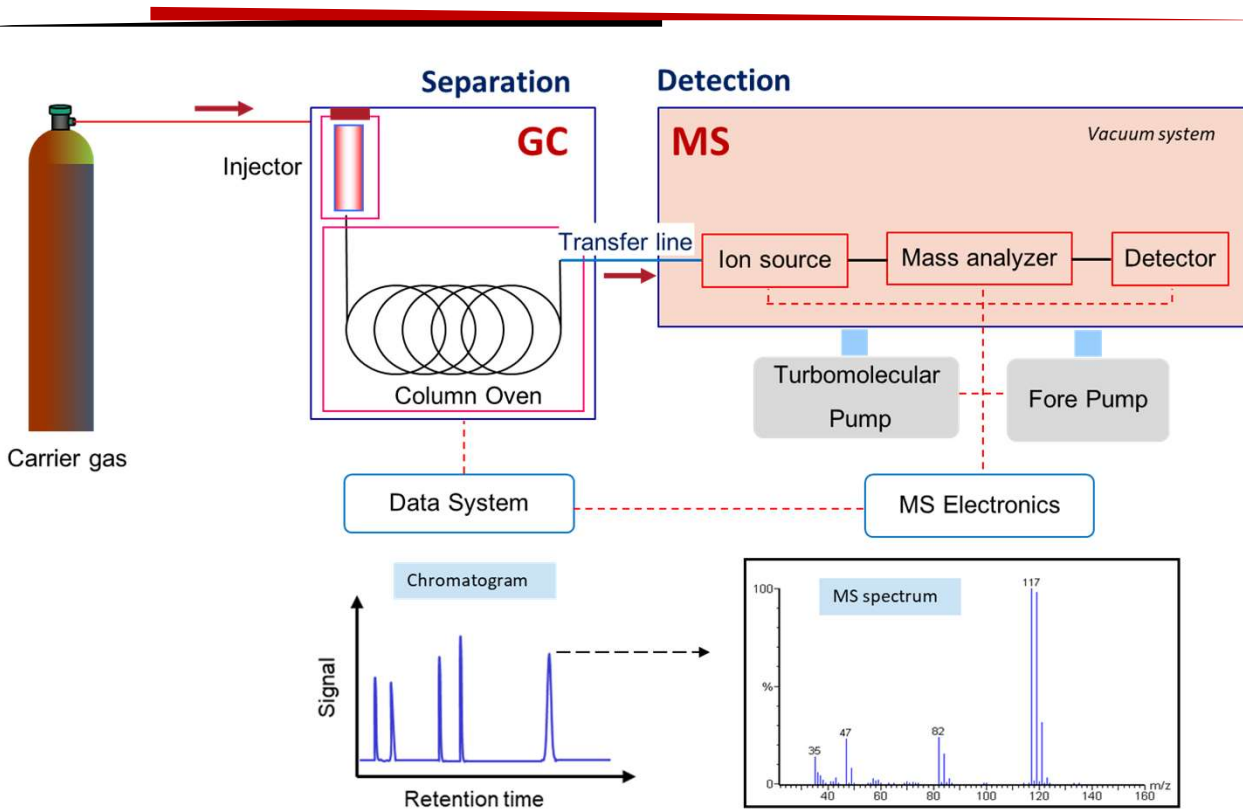 Separation
Detection
GC
MS
Vacuum system
Injector
Transfer line
Ion source
Mass analyzer
Detector
Column Oven
Turbomolecular
Pump
Fore Pump
Carrier gas
Data System
MS Electronics
Chromatogram
Signal
Retention time
MS spectrum
100
%
0
35
47
82
117
40
60
80
100
120
140
160
m/z